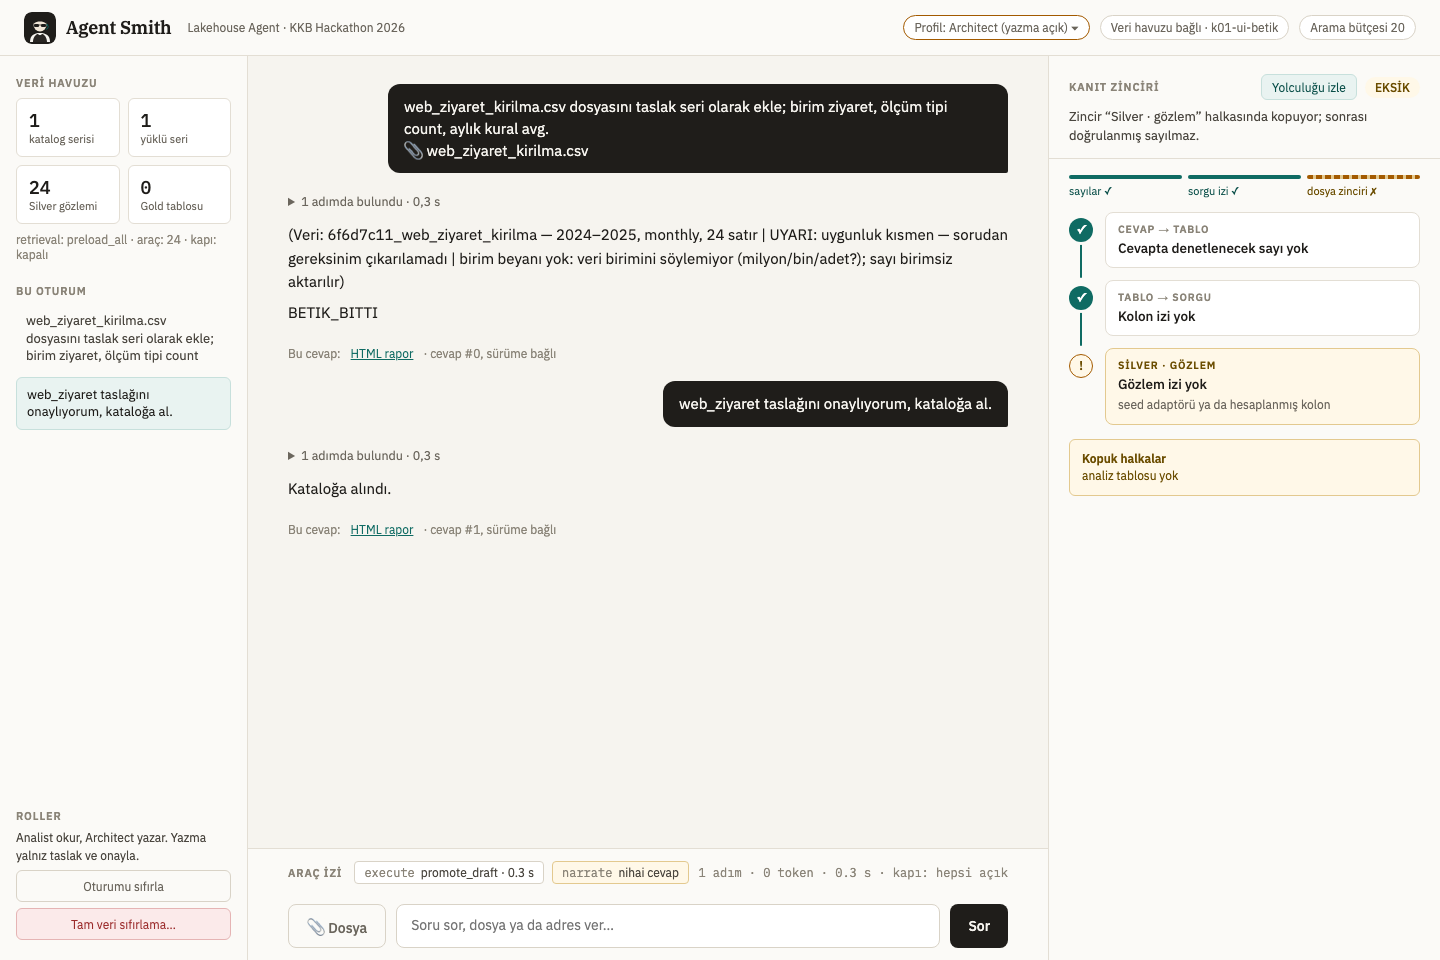 Agent Smith
Lakehouse Agent · KKB Hackathon 2026
Profil: Architect (yazma açık)
Veri havuzu bağlı · k01-ui-betik
Arama bütçesi 20
VERİ HAVUZU
1
katalog serisi
1
yüklü seri
24
Silver gözlemi
0
Gold tablosu
retrieval: preload_all · araç: 24 · kapı:
kapalı
BU OTURUM
web_ziyaret_kirilma.csv
dosyasını taslak seri olarak ekle;
birim ziyaret, ölçüm tipi count
web_ziyaret taslağını
onaylıyorum, kataloğa al.
ROLLER
Analist okur, Architect yazar. Yazma
yalnız taslak ve onayla.
Oturumu sıfırla
Tam veri sıfırlama...
web_ziyaret_kirilma.csv dosyasını taslak seri olarak ekle; birim ziyaret, ölçüm tipi
count, aylık kural avg.
web_ziyaret_kirilma.csv
1 adımda bulundu · 0,3 s
(Veri: 6f6d7c11_web_ziyaret_kirilma — 2024–2025, monthly, 24 satır | UYARI: uygunluk kısmen — sorudan
gereksinim çıkarılamadı | birim beyanı yok: veri birimini söylemiyor (milyon/bin/adet?); sayı birimsiz
aktarılır)
BETIK_BITTI
Bu cevap: HTML rapor · cevap #0, sürüme bağlı
web_ziyaret taslağını onaylıyorum, kataloğa al.
1 adımda bulundu · 0,3 s
Kataloğa alındı.
Bu cevap: HTML rapor · cevap #1, sürüme bağlı
ARAÇ İZİ
execute promote_draft · 0.3 s
narrate nihai cevap
1 adım · 0 token · 0.3 s · kapı: hepsi açık
Dosya
Soru sor, dosya ya da adres ver...
Sor
KANIT ZİNCİRİ
Yolculuğu izle
EKSİK
Zincir “Silver · gözlem” halkasında kopuyor; sonrası
doğrulanmış sayılmaz.
sayılar ✓
sorgu izi ✓
dosya zinciri ✗
CEVAP → TABLO
Cevapta denetlenecek sayı yok
TABLO → SORGU
Kolon izi yok
!
SİLVER · GÖZLEM
Gözlem izi yok
seed adaptörü ya da hesaplanmış kolon
Kopuk halkalar
analiz tablosu yok